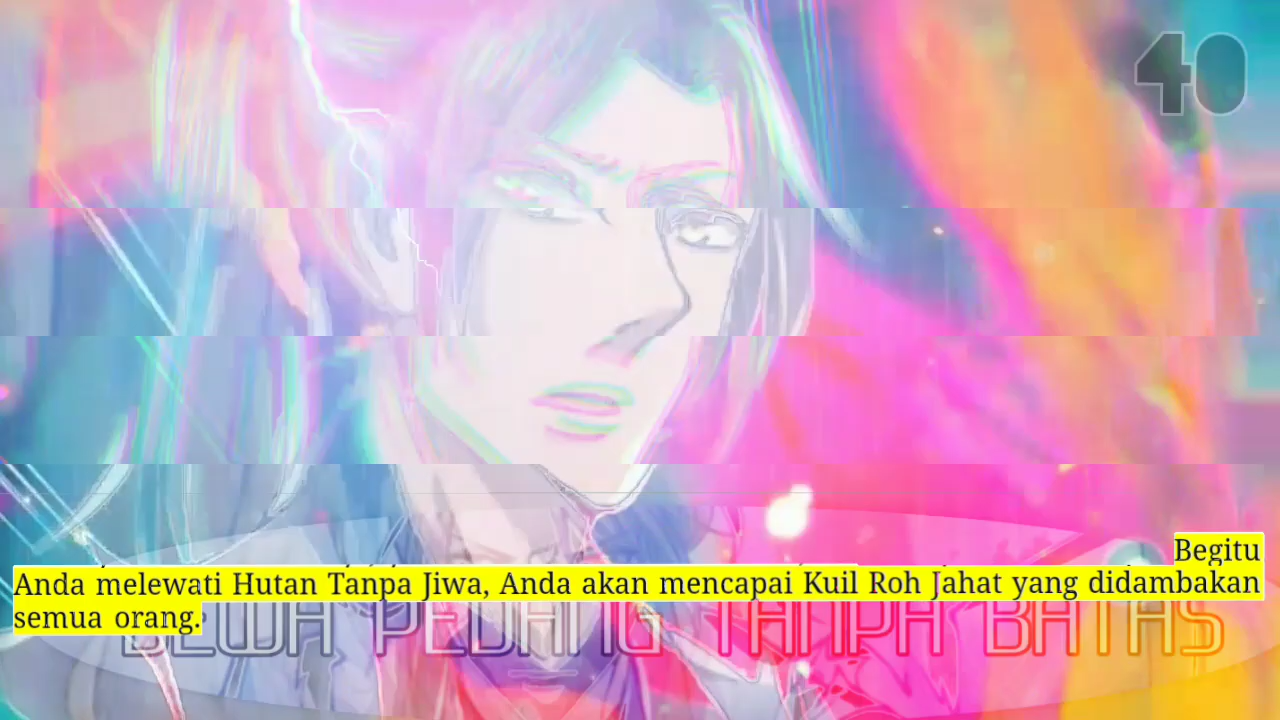 40
Begitu
Anda melewati Hutan Tanpa Jiwa, Anda akan mencapai Kuil Roh Jahat yang didambakan
semua orang.
DEWA PEDANG TANPA BATAS